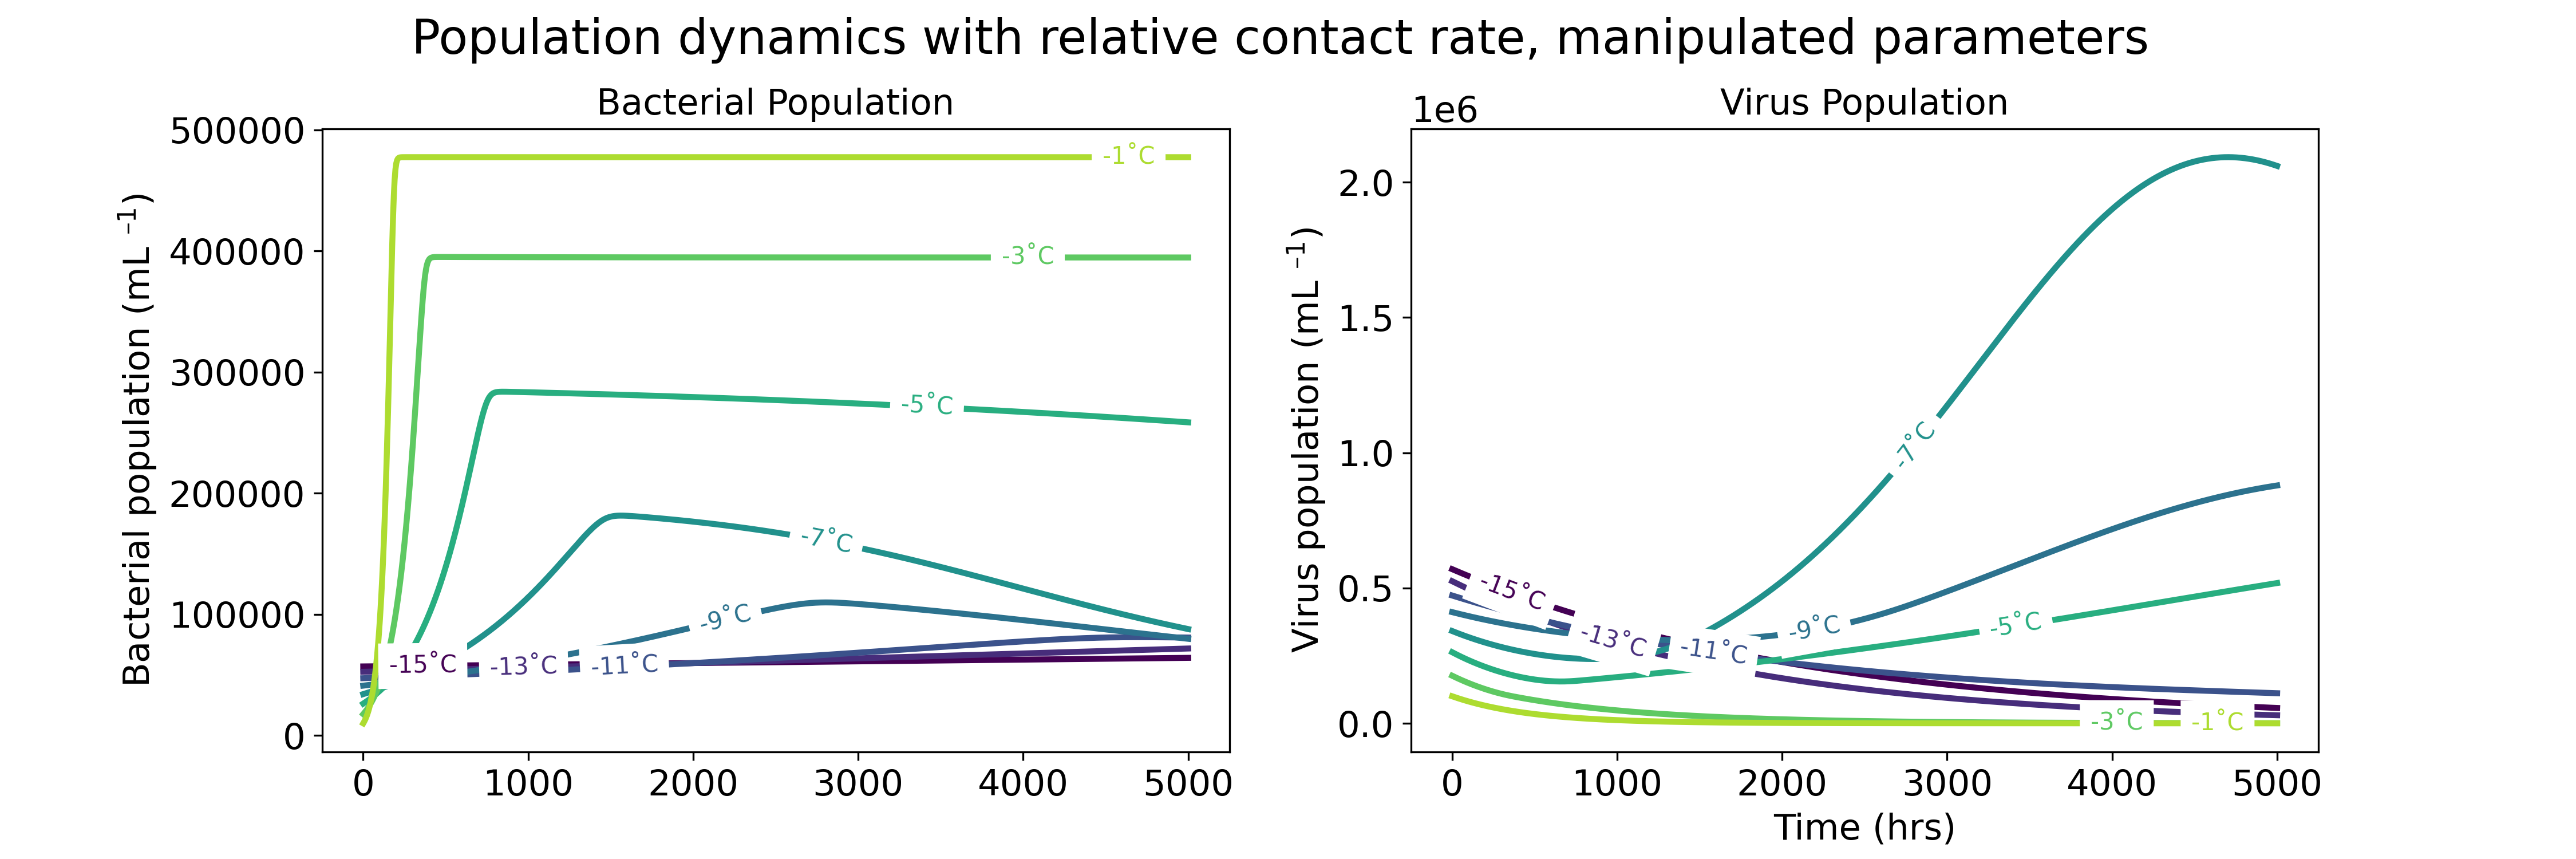 Population dynamics with relative contact rate, manipulated parameters
Bacterial Population
Bacterial population (mL ⁻¹)
500000
400000
300000
200000
100000
0
-1˚C
-3˚C
-5˚C
-7˚C
-9˚C
-15˚C
-13˚C
-11˚C
0
1000
2000
3000
4000
5000
Virus Population
1e6
Virus population (mL ⁻¹)
2.0
1.5
1.0
0.5
0.0
-7˚C
-15˚C
-13˚C
-11˚C
-9˚C
-5˚C
-3˚C
-1˚C
0
1000
2000
3000
4000
5000
Time (hrs)